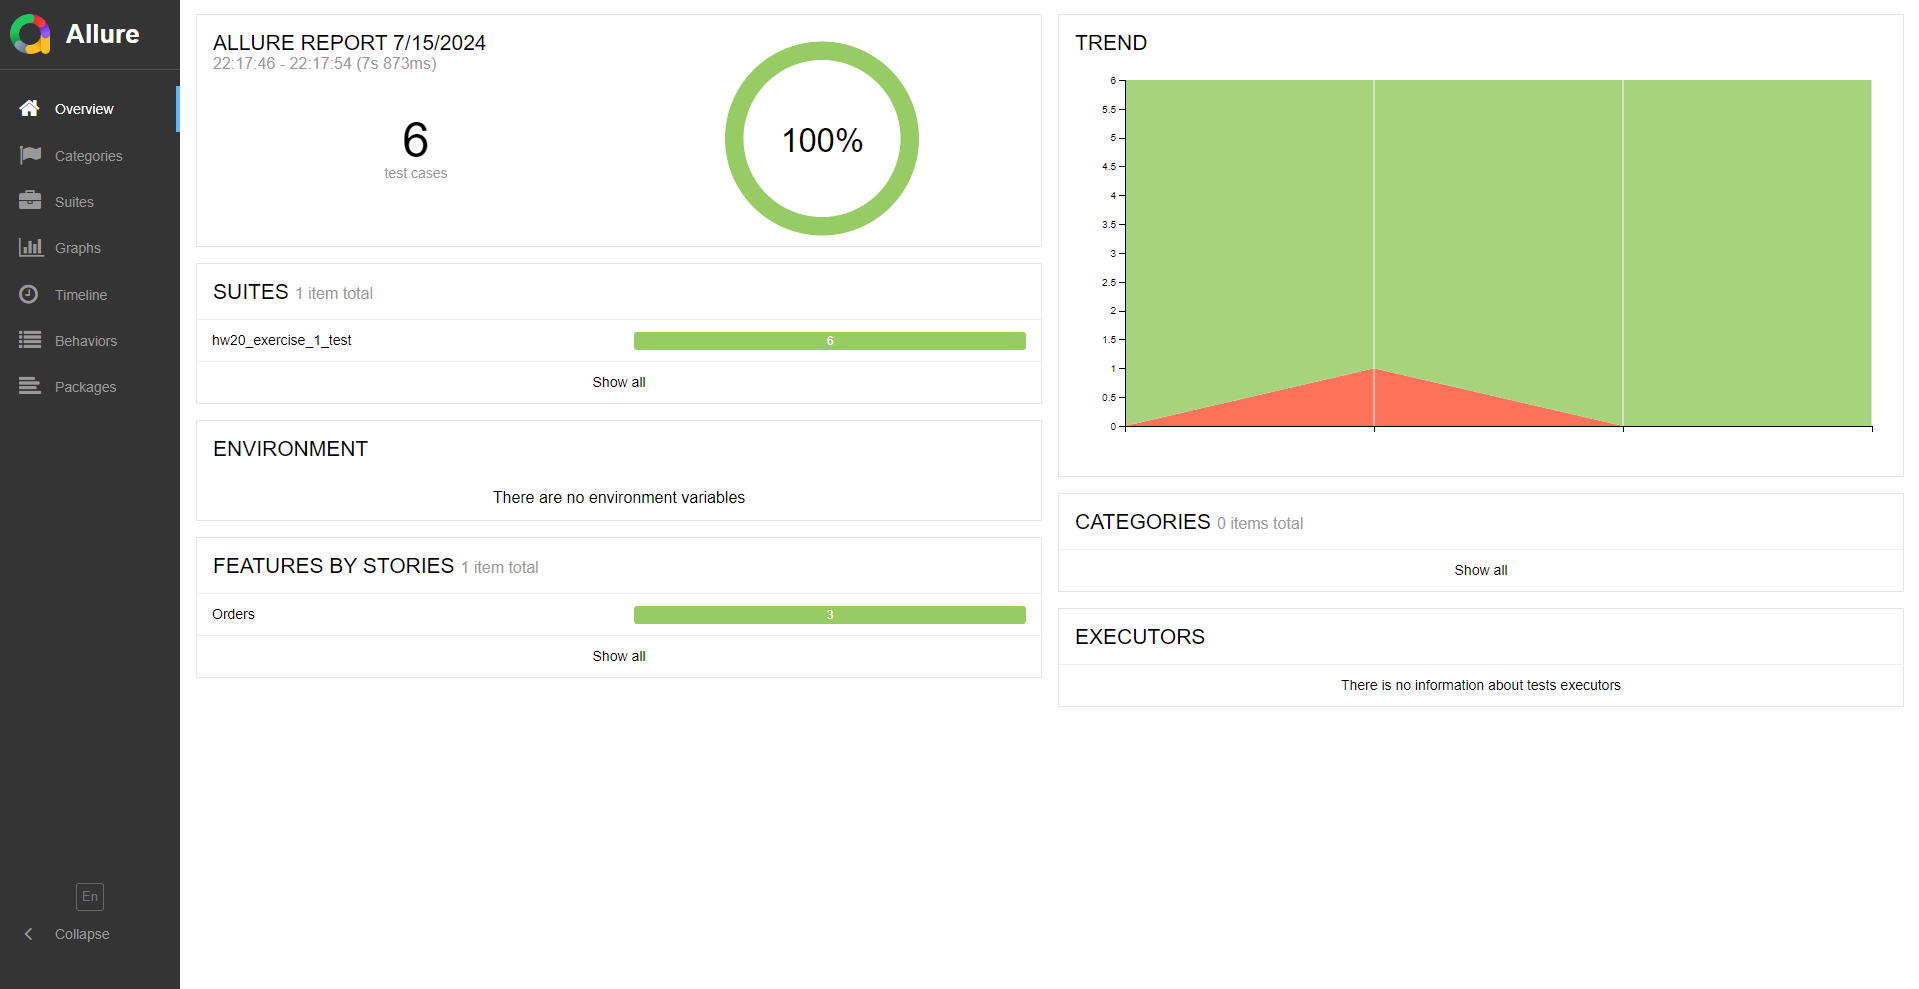 Allure
Overview
Categories
Suites
Graphs
Timeline
Behaviors
Packages
En
Collapse
ALLURE REPORT 7/15/2024
22:17:46 - 22:17:54 (7s 873ms)
6
test cases
100%
SUITES 1 item total
hw20_exercise_1_test 6
Show all
ENVIRONMENT
There are no environment variables
FEATURES BY STORIES 1 item total
Orders 3
Show all
TREND
6
5.5
5
4.5
4
3.5
3
2.5
2
1.5
1
0.5
0
CATEGORIES 0 items total
Show all
EXECUTORS
There is no information about tests executors